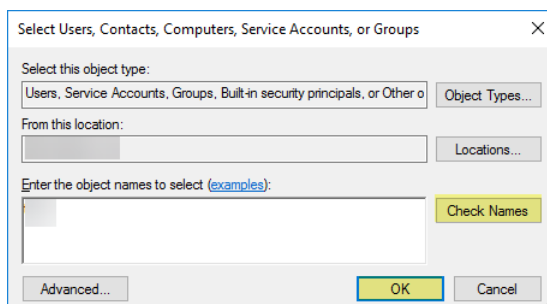 Select Users, Contacts, Computers, Service Accounts, or Groups
Select this object type:
Users, Service Accounts, Groups, Built-in security principals, or Other o
Object Types...
From this location:
Locations...
Enter the object names to select (examples):
Check Names
Advanced...
OK
Cancel